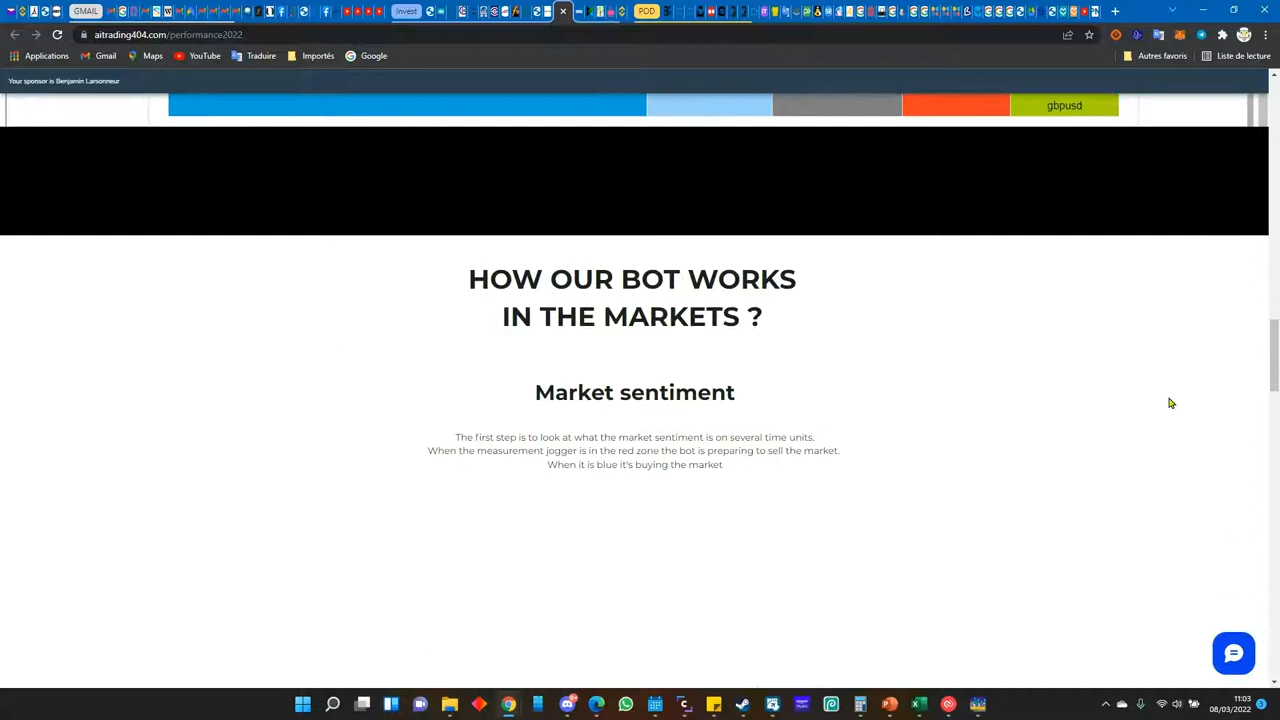 GMAIL
Invest
POD
aitrading404.com/performance2022
Applications
Gmail
Maps
YouTube
Traduire
Importés
Google
Autres favoris
Liste de lecture
Your sponsor is Benjamin Larsonneur
gbpusd
HOW OUR BOT WORKS
IN THE MARKETS ?
Market sentiment
The first step is to look at what the market sentiment is on several time units.
When the measurement jogger is in the red zone the bot is preparing to sell the market.
When it is blue it's buying the market
11:03
08/03/2022